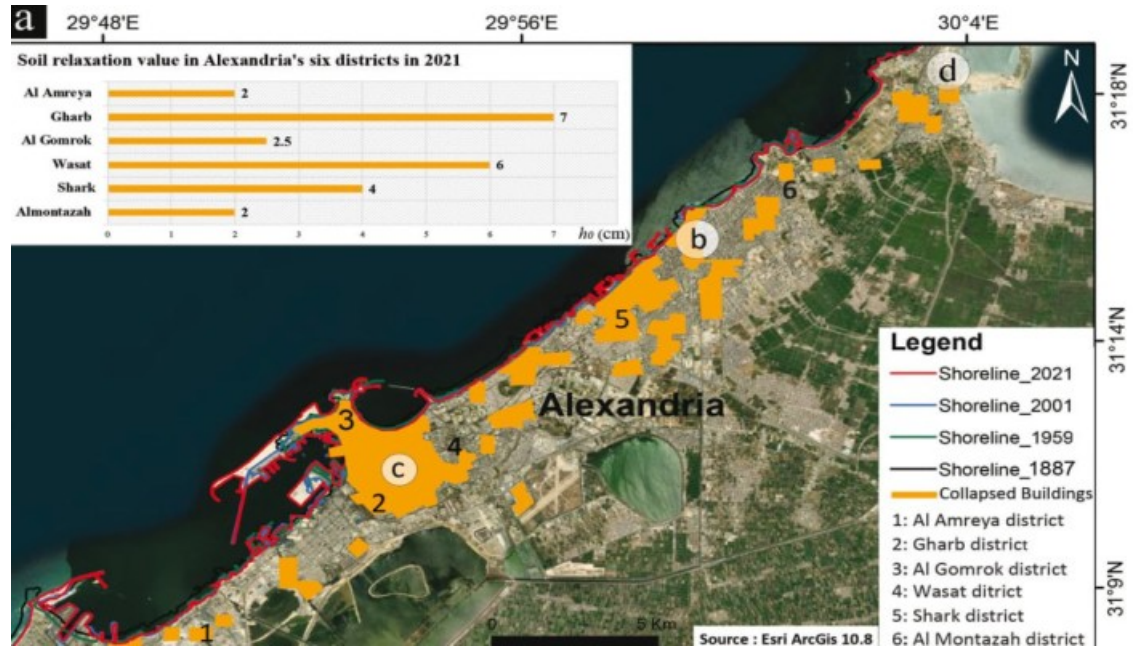 a
29°48'E 29°56'E 30°4'E
Soil relaxation value in Alexandria's six districts in 2021
Al Amreya 2
Gharb 7
Al Gomrok 2.5
Wasat 6
Shark 4
Almontazah 2
0 1 2 3 4 5 6 7 h₀ (cm)
N
d
31°18'N
6
b
5
31°14'N
Alexandria
3
4
c
2
1
31°9'N
0 5 Km
Source : Esri ArcGis 10.8
Legend
Shoreline_2021
Shoreline_2001
Shoreline_1959
Shoreline_1887
Collapsed Buildings
1: Al Amreya district
2: Gharb district
3: Al Gomrok district
4: Wasat ditrict
5: Shark district
6: Al Montazah district